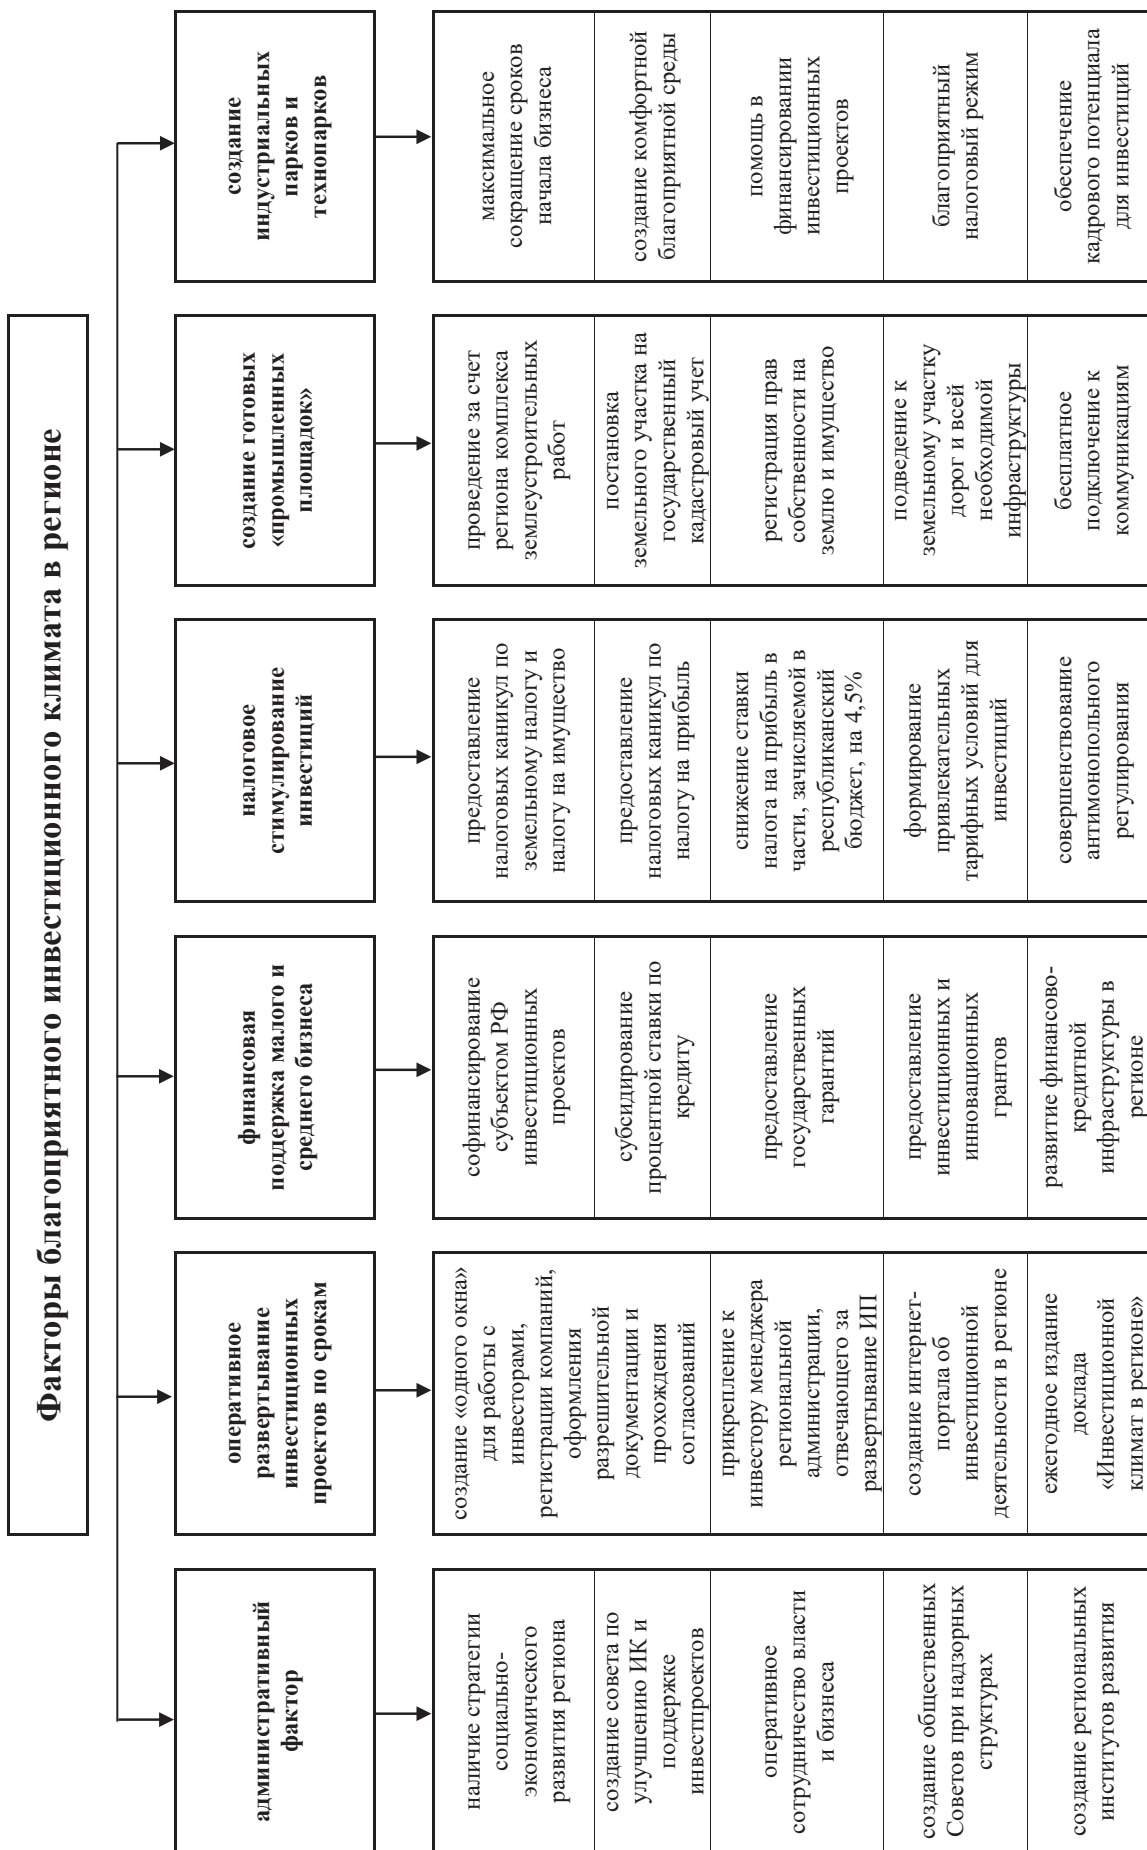 Факторы благоприятного инвестиционного климата в регионе
административный
фактор
наличие стратегии
социально-
экономического
развития региона
создание совета по
улучшению ИК и
поддержке
инвестпроектов
оперативное
сотрудничество власти
и бизнеса
создание общественных
Советов при надзорных
структурах
создание региональных
институтов развития
оперативное
развертывание
инвестиционных
проектов по срокам
создание «одного окна»
для работы с
инвесторами,
регистрации компаний,
оформления
разрешительной
документации и
прохождения
согласований
прикрепление к
инвестору менеджера
региональной
администрации,
отвечающего за
развертывание ИП
создание интернет-
портала об
инвестиционной
деятельности в регионе
ежегодное издание
доклада
«Инвестиционной
климат в регионе»
финансовая
поддержка малого и
среднего бизнеса
софинансирование
субъектом РФ
инвестиционных
проектов
субсидирование
процентной ставки по
кредиту
предоставление
государственных
гарантий
предоставление
инвестиционных и
инновационных
грантов
развитие финансово-
кредитной
инфраструктуры в
регионе
налоговое
стимулирование
инвестиций
предоставление
налоговых каникул по
земельному налогу и
налогу на имущество
предоставление
налоговых каникул по
налогу на прибыль
снижение ставки
налога на прибыль в
части, зачисляемой в
республиканский
бюджет, на 4,5%
формирование
привлекательных
тарифных условий для
инвестиций
совершенствование
антимонопольного
регулирования
создание готовых
«промышленных
площадок»
проведение за счет
региона комплекса
землеустроительных
работ
постановка
земельного участка на
государственный
кадастровый учет
регистрация прав
собственности на
землю и имущество
подведение к
земельному участку
дорог и всей
необходимой
инфраструктуры
бесплатное
подключение к
коммуникациям
создание
индустриальных
парков и
технопарков
максимальное
сокращение сроков
начала бизнеса
создание комфортной
благоприятной среды
помощь в
финансировании
инвестиционных
проектов
благоприятный
налоговый режим
обеспечение
кадрового потенциала
для инвестиций